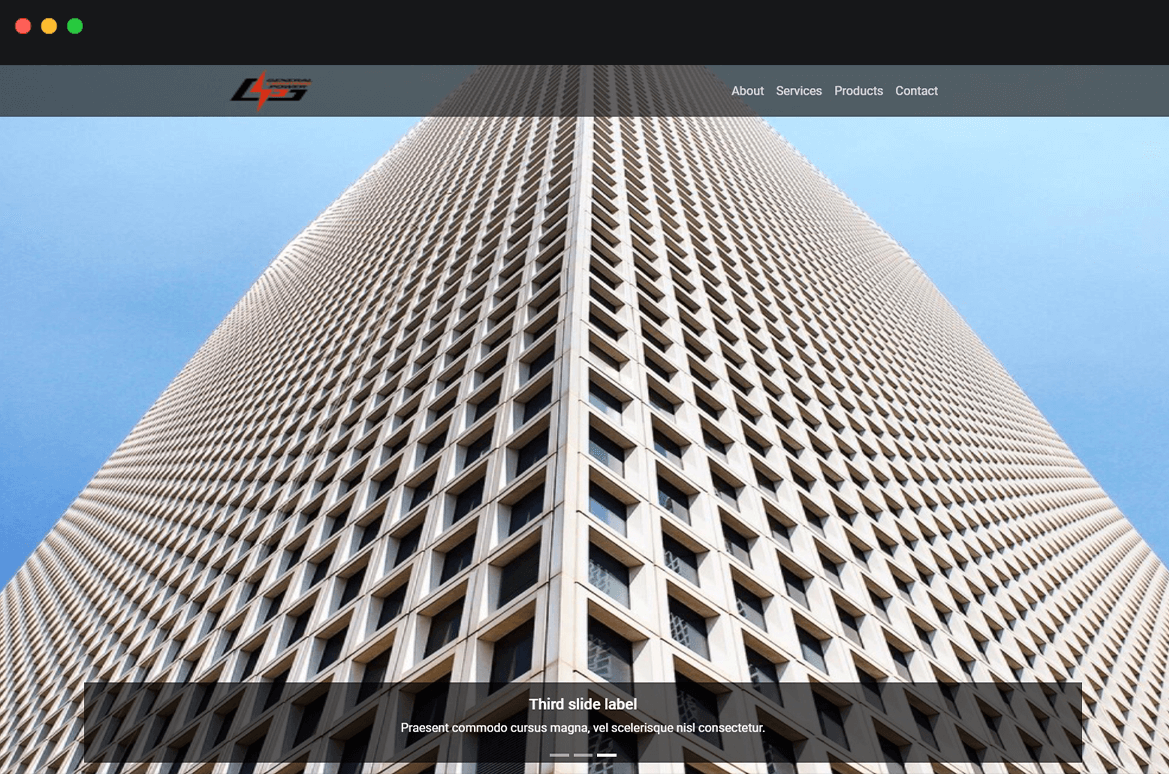 GENERAL
POWER
About Services Products Contact
Third slide label
Praesent commodo cursus magna, vel scelerisque nisl consectetur.